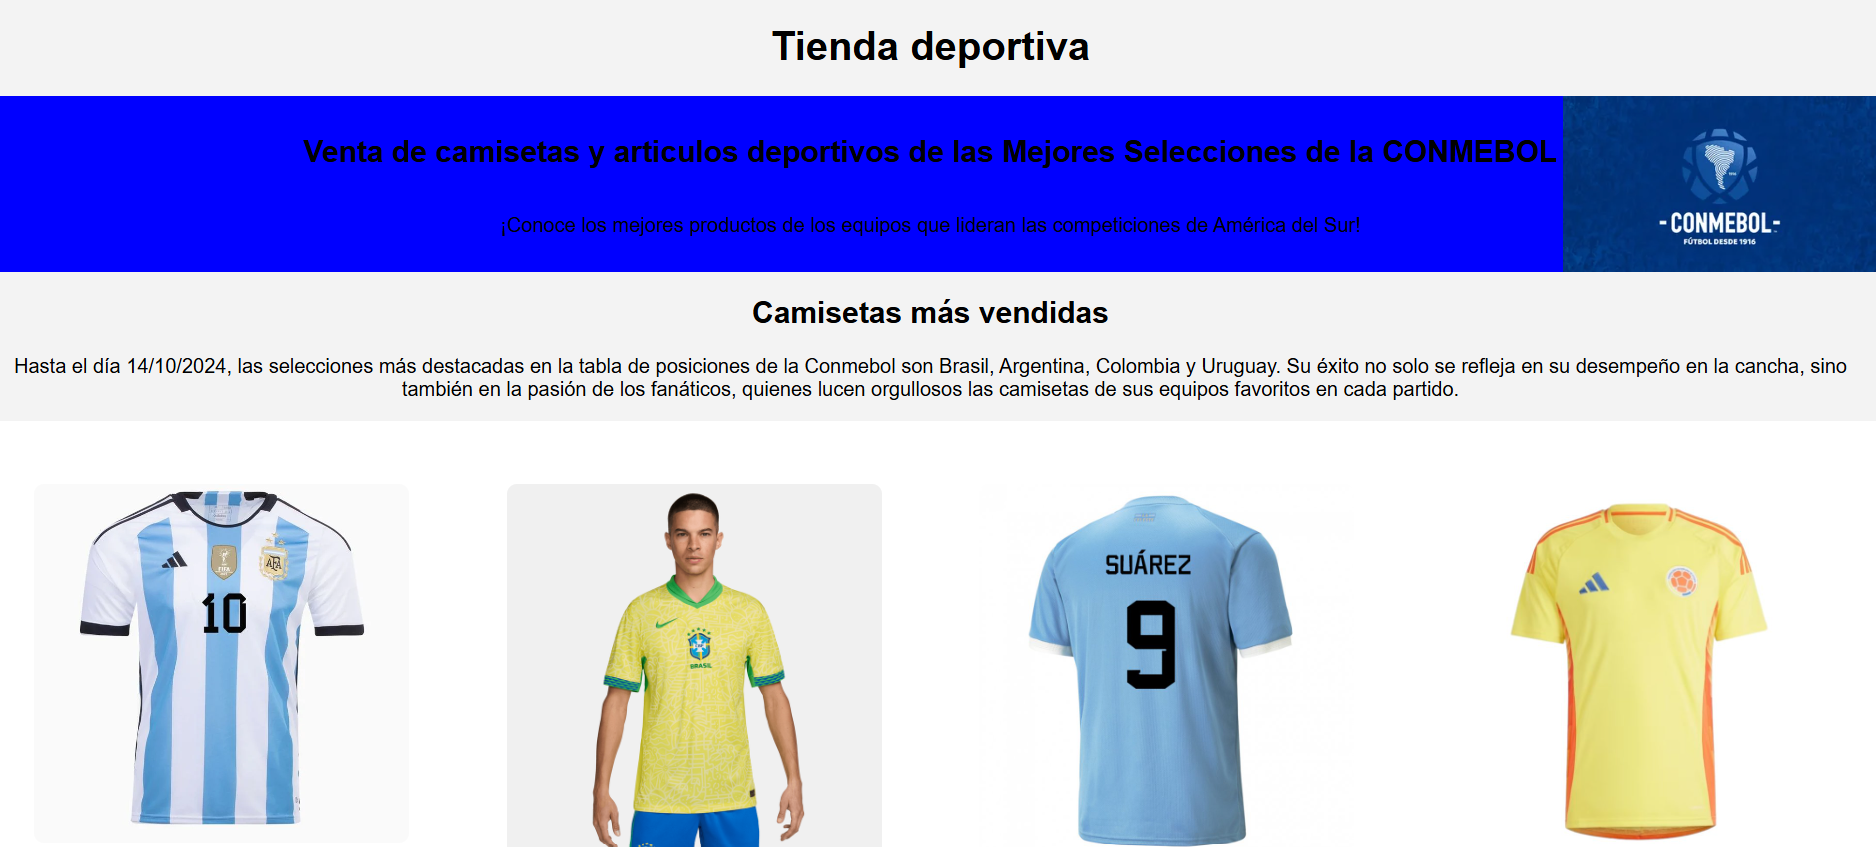 Tienda deportiva
Venta de camisetas y articulos deportivos de las Mejores Selecciones de la CONMEBOL
¡Conoce los mejores productos de los equipos que lideran las competiciones de América del Sur!
-CONMEBOL-
FÚTBOL DESDE 1916
Camisetas más vendidas
Hasta el día 14/10/2024, las selecciones más destacadas en la tabla de posiciones de la Conmebol son Brasil, Argentina, Colombia y Uruguay. Su éxito no solo se refleja en su desempeño en la cancha, sino
también en la pasión de los fanáticos, quienes lucen orgullosos las camisetas de sus equipos favoritos en cada partido.
FIFA
AFA
10
BRASIL
SUÁREZ
9